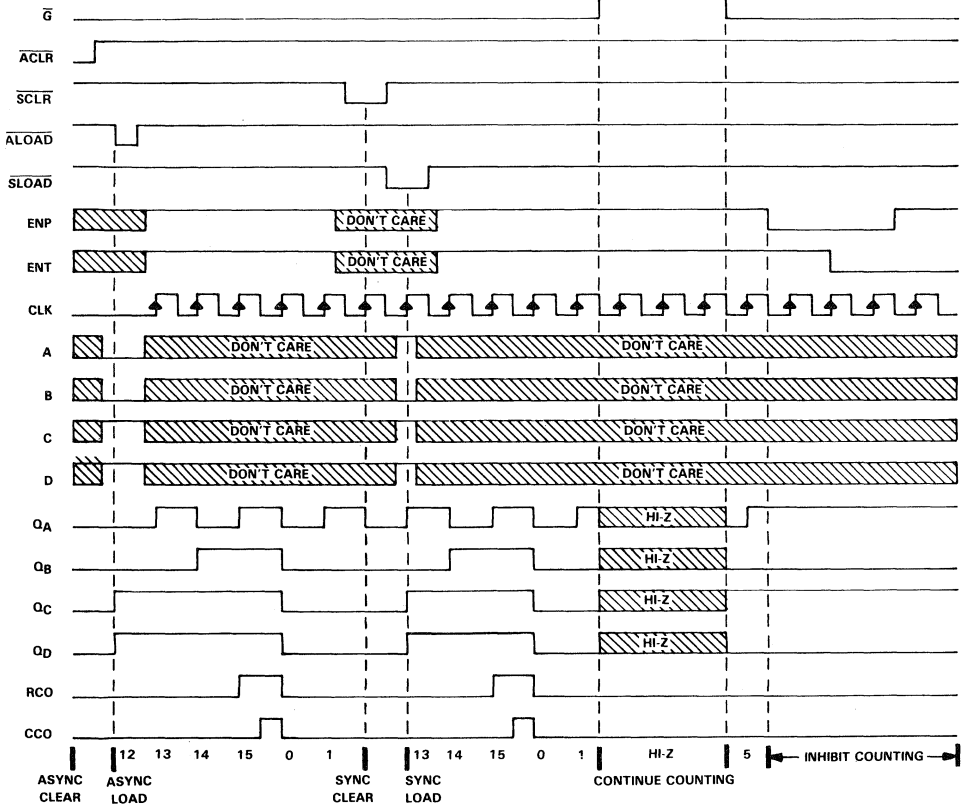 G
ACLR
SCLR
ALOAD
SLOAD
ENP DON'T CARE
ENT DON'T CARE
CLK
A DON'T CARE DON'T CARE
B DON'T CARE DON'T CARE
C DON'T CARE DON'T CARE
D DON'T CARE DON'T CARE
QA HI-Z
QB HI-Z
QC HI-Z
QD HI-Z
RCO
CCO
12 13 14 15 0 1 13 14 15 0 1 HI-Z 5 INHIBIT COUNTING
ASYNC CLEAR
ASYNC LOAD
SYNC CLEAR
SYNC LOAD
CONTINUE COUNTING